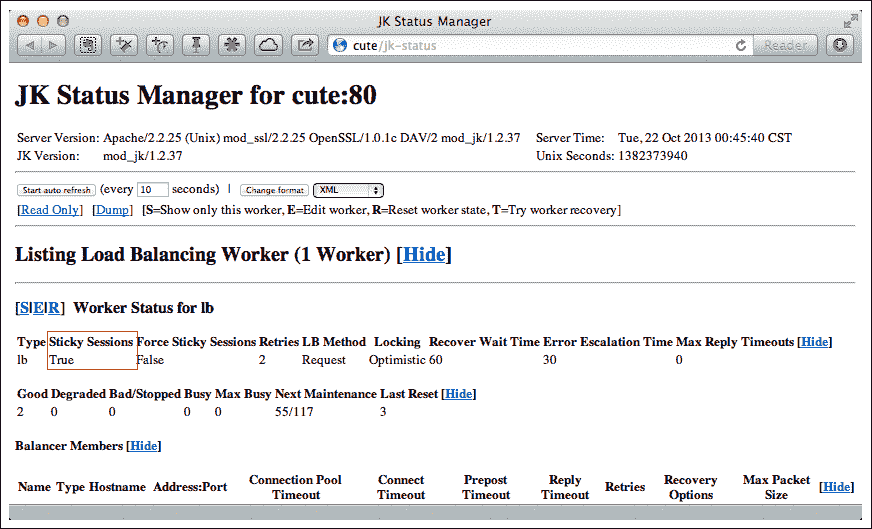 JK Status Manager
cute/jk-status
Reader
JK Status Manager for cute:80
Server Version: Apache/2.2.25 (Unix) mod_ssl/2.2.25 OpenSSL/1.0.1c DAV/2 mod_jk/1.2.37 Server Time: Tue, 22 Oct 2013 00:45:40 CST
JK Version: mod_jk/1.2.37 Unix Seconds: 1382373940
Start auto refresh (every 10 seconds) | Change format XML
[Read Only] [Dump] [S=Show only this worker, E=Edit worker, R=Reset worker state, T=Try worker recovery]
Listing Load Balancing Worker (1 Worker) [Hide]
[S|E|R] Worker Status for lb
Type Sticky Sessions Force Sticky Sessions Retries LB Method Locking Recover Wait Time Error Escalation Time Max Reply Timeouts [Hide]
lb True False 2 Request Optimistic 60 30 0
Good Degraded Bad/Stopped Busy Max Busy Next Maintenance Last Reset [Hide]
2 0 0 0 0 55/117 3
Balancer Members [Hide]
Name Type Hostname Address:Port Connection Pool Timeout Connect Timeout Prepost Timeout Reply Timeout Retries Recovery Options Max Packet Size [Hide]